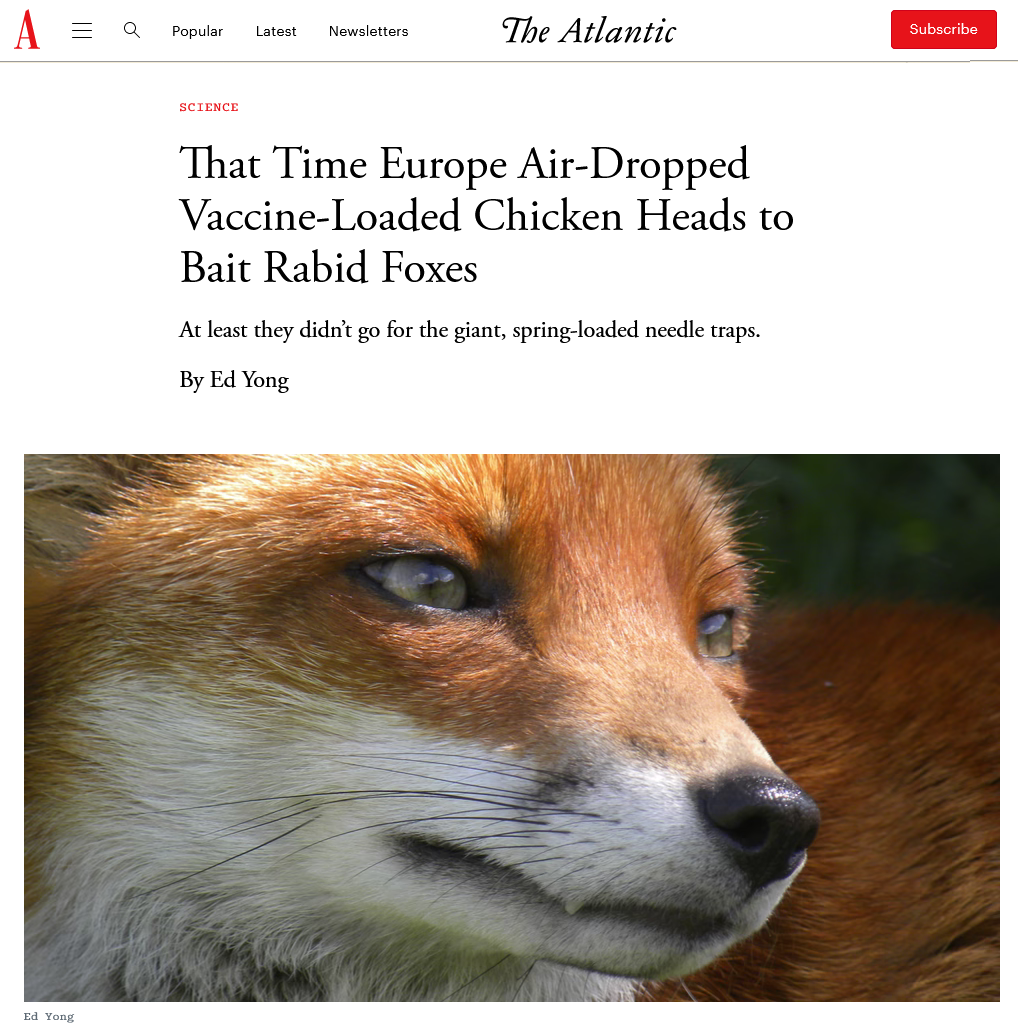 A
Popular
Latest
Newsletters
The Atlantic
Subscribe
SCIENCE
That Time Europe Air-Dropped
Vaccine-Loaded Chicken Heads to
Bait Rabid Foxes
At least they didn’t go for the giant, spring-loaded needle traps.
By Ed Yong
Ed Yong